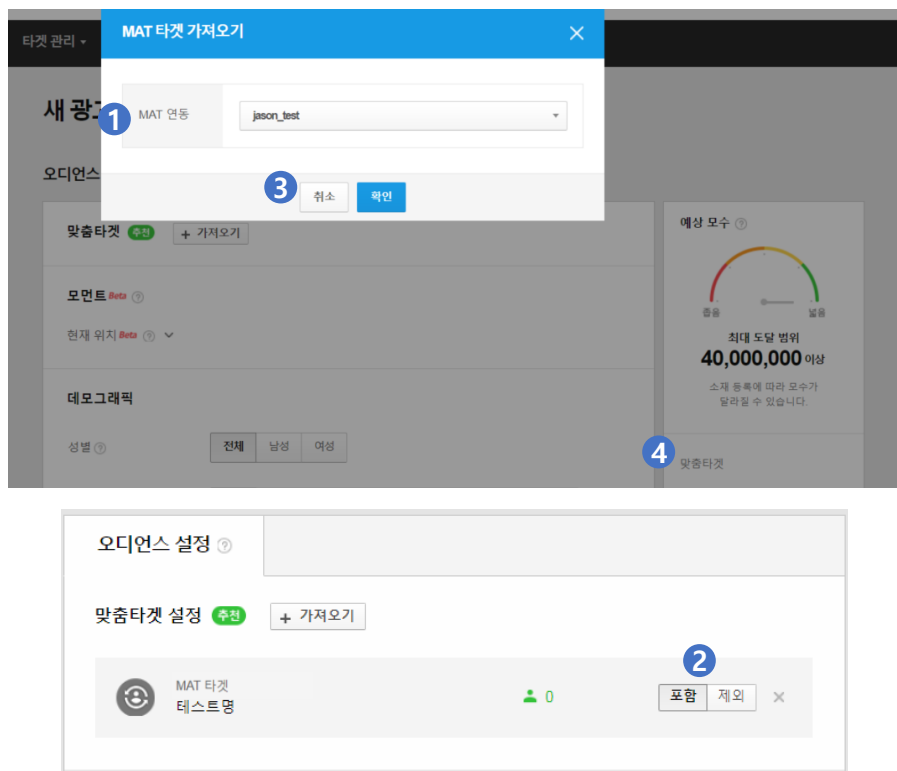 타겟 관리
MAT 타겟 가져오기
새 광고
1
MAT 연동
jason_test
오디언스
3
취소
확인
맞춤타겟 추천 + 가져오기
모먼트 Beta ?
현재 위치 Beta ?
데모그래픽
성별 ?
전체 남성 여성
예상 모수 ?
좁음 넓음
최대 도달 범위
40,000,000 이상
소재 등록에 따라 모수가
달라질 수 있습니다.
4
맞춤타겟
오디언스 설정 ?
맞춤타겟 설정 추천 + 가져오기
2
MAT 타겟
테스트명
0
포함 제외